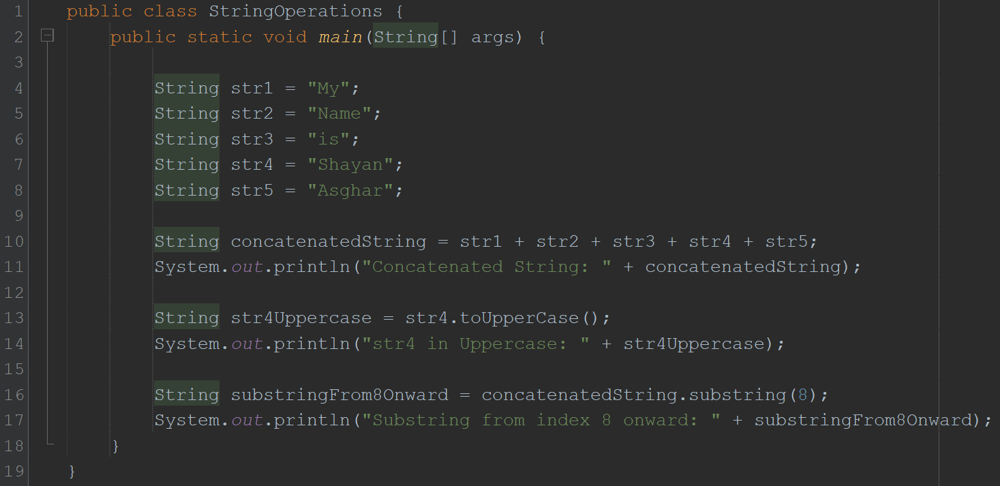 1 public class StringOperations {
2 public static void main(String[] args) {
3
4 String str1 = "My";
5 String str2 = "Name";
6 String str3 = "is";
7 String str4 = "Shayan";
8 String str5 = "Asghar";
9
10 String concatenatedString = str1 + str2 + str3 + str4 + str5;
11 System.out.println("Concatenated String: " + concatenatedString);
12
13 String str4Uppercase = str4.toUpperCase();
14 System.out.println("str4 in Uppercase: " + str4Uppercase);
15
16 String substringFrom8Onward = concatenatedString.substring(8);
17 System.out.println("Substring from index 8 onward: " + substringFrom8Onward);
18 }
19 }